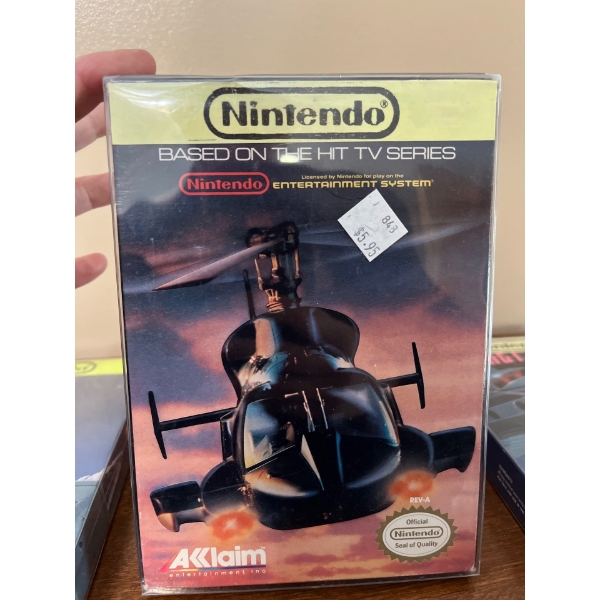 Nintendo®
BASED ON THE HIT TV SERIES
Licensed by Nintendo for play on the
Nintendo ENTERTAINMENT SYSTEM
843
$5.95
REV-A
Official
Nintendo
Seal of Quality
AKlaim
entertainment inc